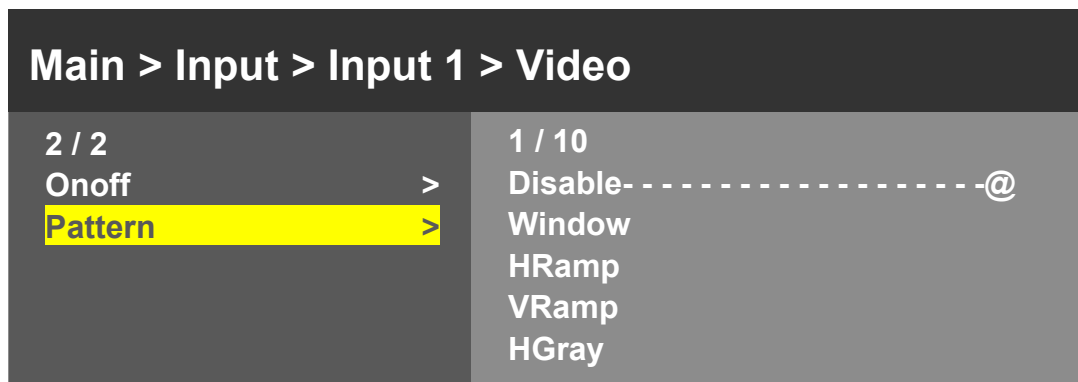 Main > Input > Input 1 > Video
2 / 2
Onoff >
Pattern >
1 / 10
Disable- - - - - - - - - - - - - - - - - - -@
Window
HRamp
VRamp
HGray